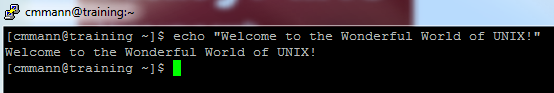 cmmann@training:~
[cmmann@training ~]$ echo "Welcome to the Wonderful World of UNIX!"
Welcome to the Wonderful World of UNIX!
[cmmann@training ~]$